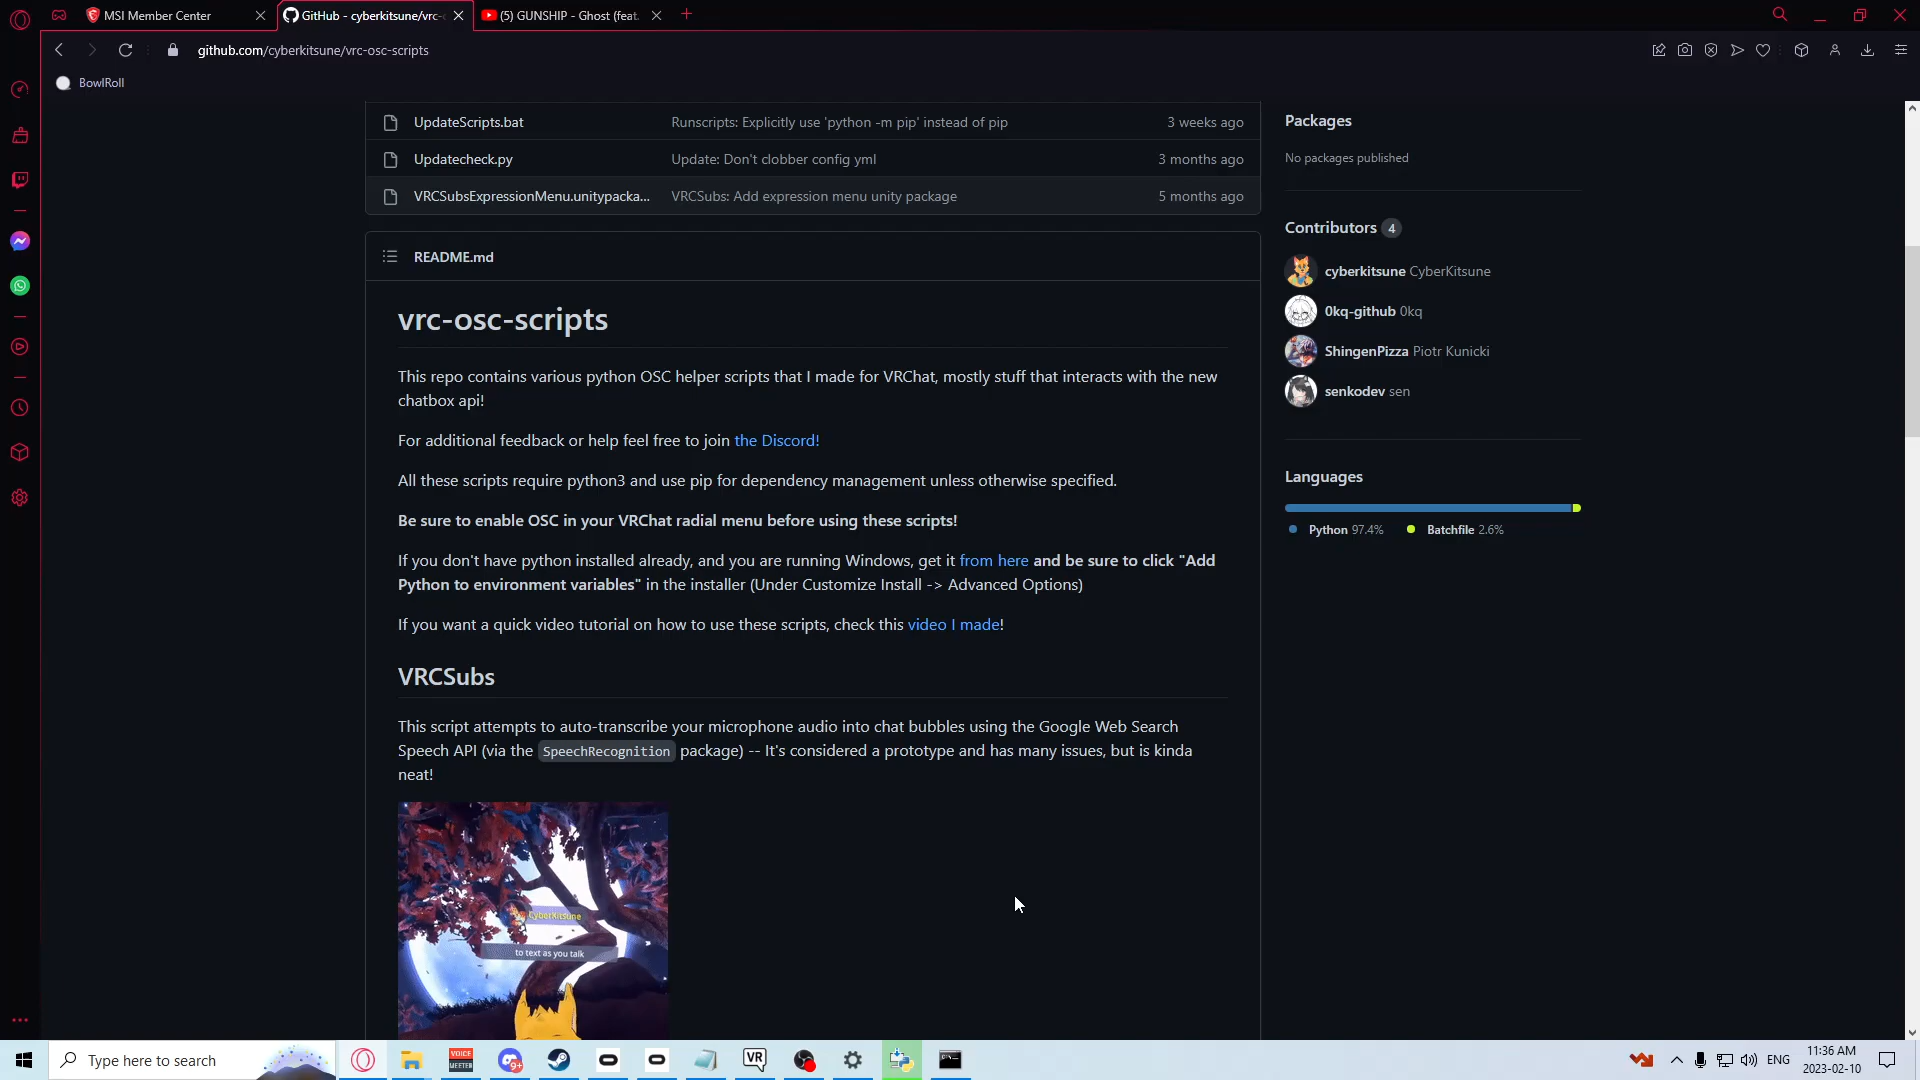 MSI Member Center
GitHub - cyberkitsune/vrc-
(5) GUNSHIP - Ghost (feat.
github.com/cyberkitsune/vrc-osc-scripts
BowlRoll
UpdateScripts.bat Runscripts: Explicitly use 'python -m pip' instead of pip 3 weeks ago
Updatecheck.py Update: Don't clobber config yml 3 months ago
VRCSubsExpressionMenu.unitypacka... VRCSubs: Add expression menu unity package 5 months ago
README.md
vrc-osc-scripts
This repo contains various python OSC helper scripts that I made for VRChat, mostly stuff that interacts with the new
chatbox api!
For additional feedback or help feel free to join the Discord!
All these scripts require python3 and use pip for dependency management unless otherwise specified.
Be sure to enable OSC in your VRChat radial menu before using these scripts!
If you don't have python installed already, and you are running Windows, get it from here and be sure to click "Add
Python to environment variables" in the installer (Under Customize Install -> Advanced Options)
If you want a quick video tutorial on how to use these scripts, check this video I made!
VRCSubs
This script attempts to auto-transcribe your microphone audio into chat bubbles using the Google Web Search
Speech API (via the SpeechRecognition package) -- It's considered a prototype and has many issues, but is kinda
neat!
CyberKitsune
to text as you talk
Packages
No packages published
Contributors 4
cyberkitsune CyberKitsune
0kq-github 0kq
ShingenPizza Piotr Kunicki
senkodev sen
Languages
Python 97.4% Batchfile 2.6%
Type here to search
VOICE
MEETER
9+
VR
ENG
11:36 AM
2023-02-10